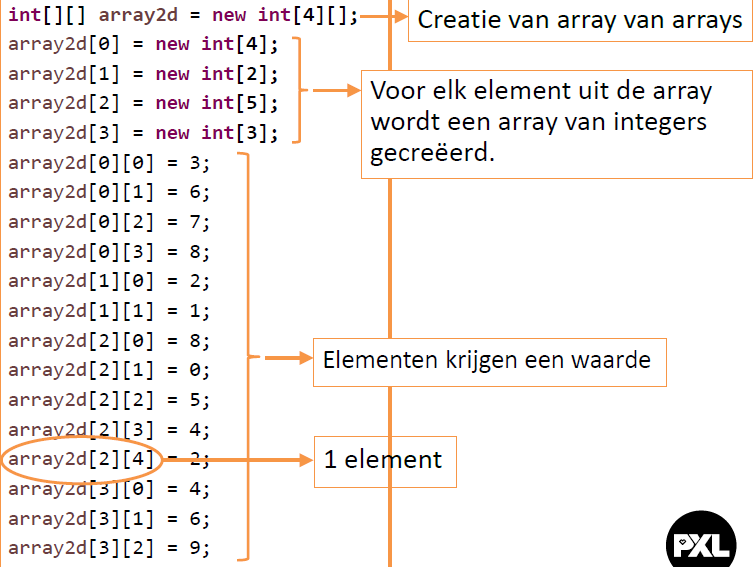 int[][] array2d = new int[4][];
Creatie van array van arrays
array2d[0] = new int[4];
array2d[1] = new int[2];
array2d[2] = new int[5];
array2d[3] = new int[3];
Voor elk element uit de array
wordt een array van integers
gecreëerd.
array2d[0][0] = 3;
array2d[0][1] = 6;
array2d[0][2] = 7;
array2d[0][3] = 8;
array2d[1][0] = 2;
array2d[1][1] = 1;
array2d[2][0] = 8;
array2d[2][1] = 0;
array2d[2][2] = 5;
array2d[2][3] = 4;
array2d[2][4] = 2;
array2d[3][0] = 4;
array2d[3][1] = 6;
array2d[3][2] = 9;
Elementen krijgen een waarde
1 element
PXL